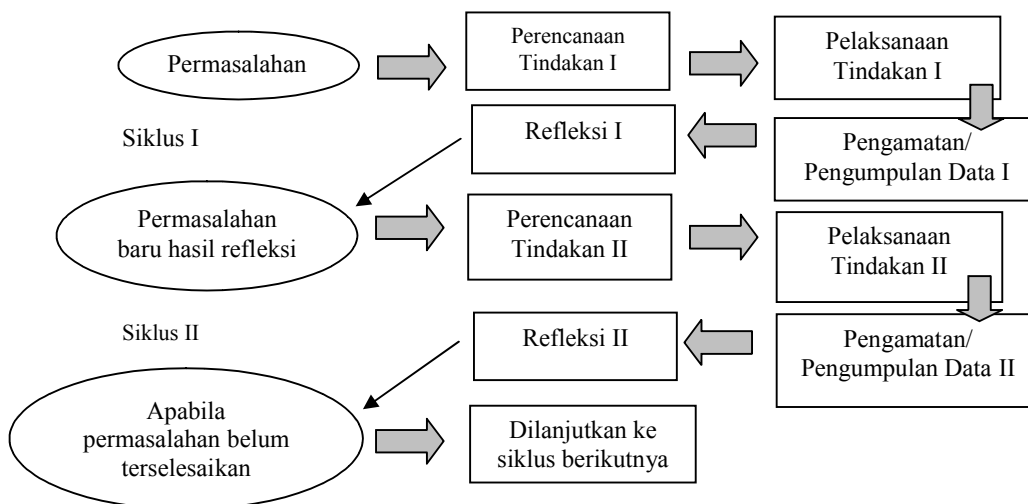 Permasalahan
Perencanaan
Tindakan I
Pelaksanaan
Tindakan I
Siklus I
Refleksi I
Pengamatan/
Pengumpulan Data I
Permasalahan
baru hasil refleksi
Perencanaan
Tindakan II
Pelaksanaan
Tindakan II
Siklus II
Refleksi II
Pengamatan/
Pengumpulan Data II
Apabila
permasalahan belum
terselesaikan
Dilanjutkan ke
siklus berikutnya